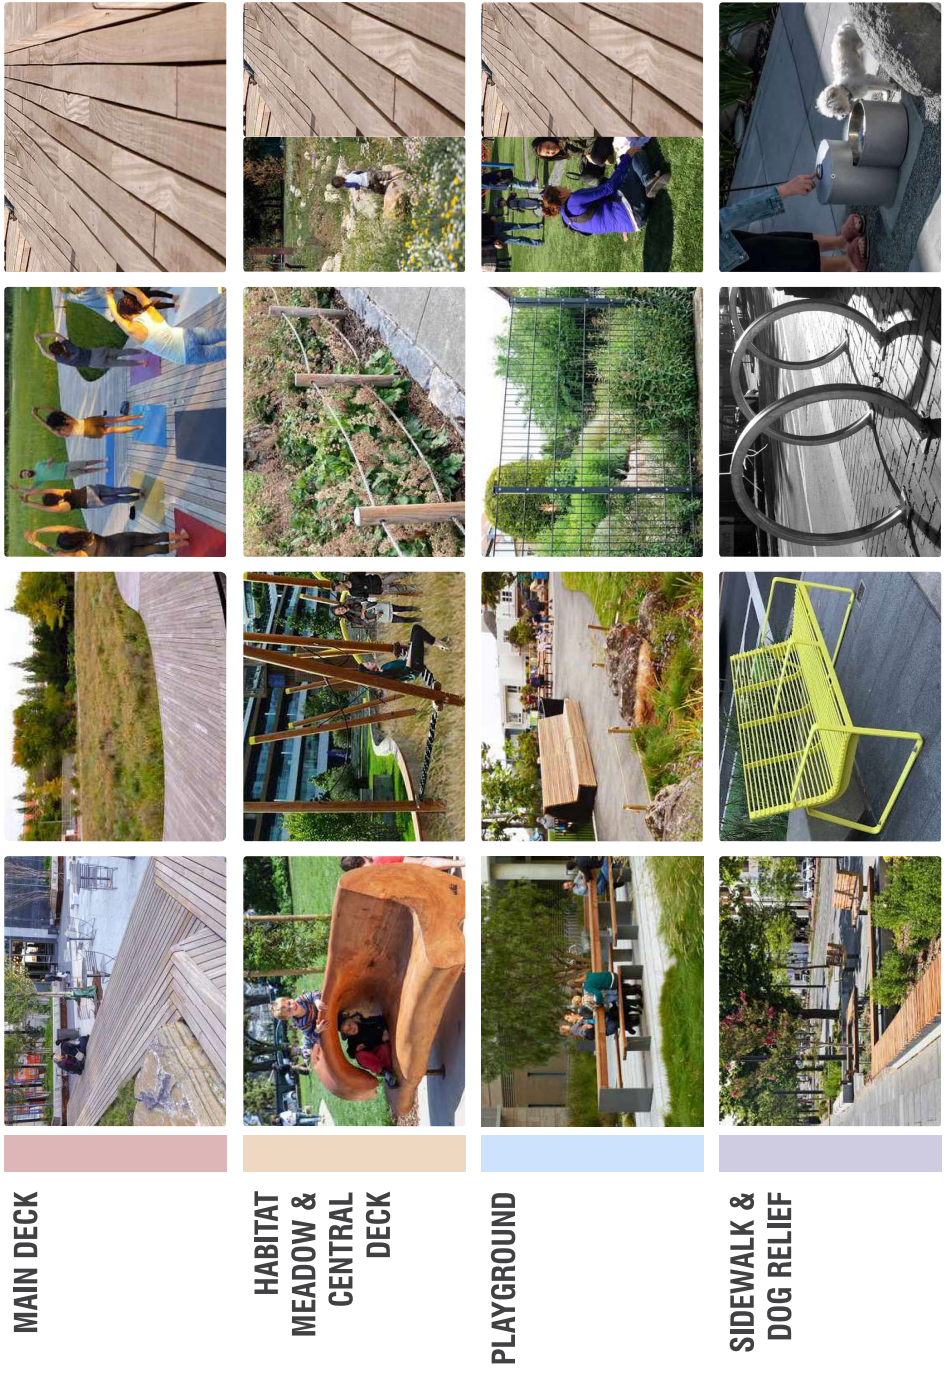 MAIN DECK
HABITAT
MEADOW &
CENTRAL
DECK
PLAYGROUND
SIDEWALK &
DOG RELIEF